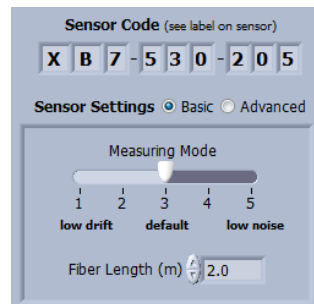 Sensor Code (see label on sensor)
X B 7 - 5 3 0 - 2 0 5
Sensor Settings Basic Advanced
Measuring Mode
1 2 3 4 5
low drift default low noise
Fiber Length (m) 2.0